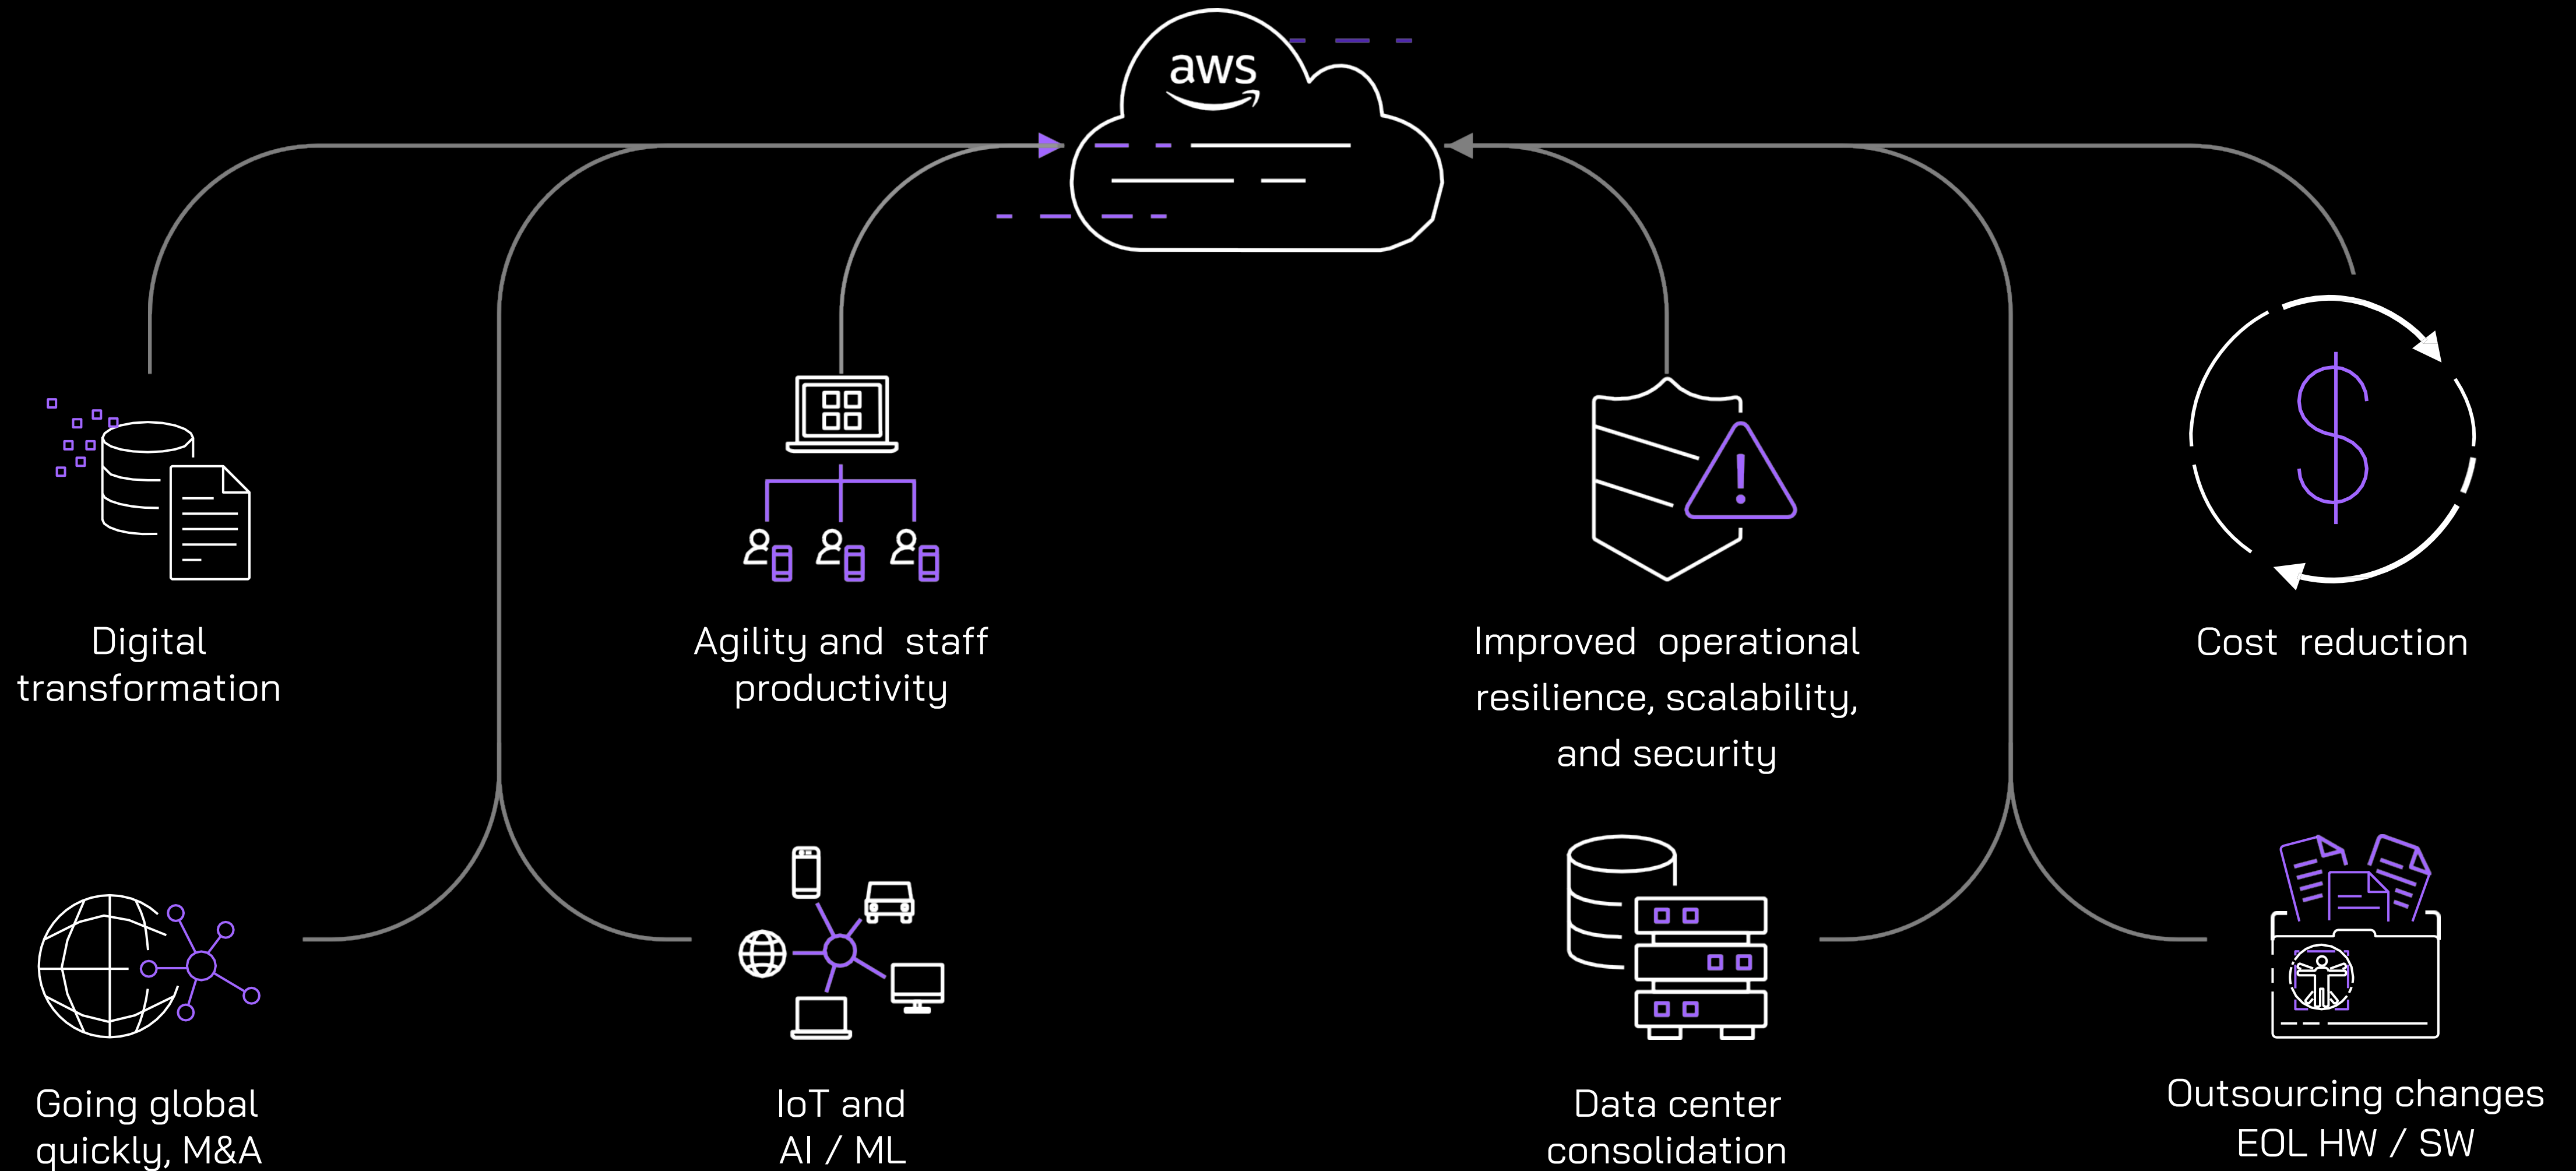 aws
Digital
transformation
Agility and staff
productivity
Improved operational
resilience, scalability,
and security
Cost reduction
Going global
quickly, M&A
IoT and
AI / ML
Data center
consolidation
Outsourcing changes
EOL HW / SW